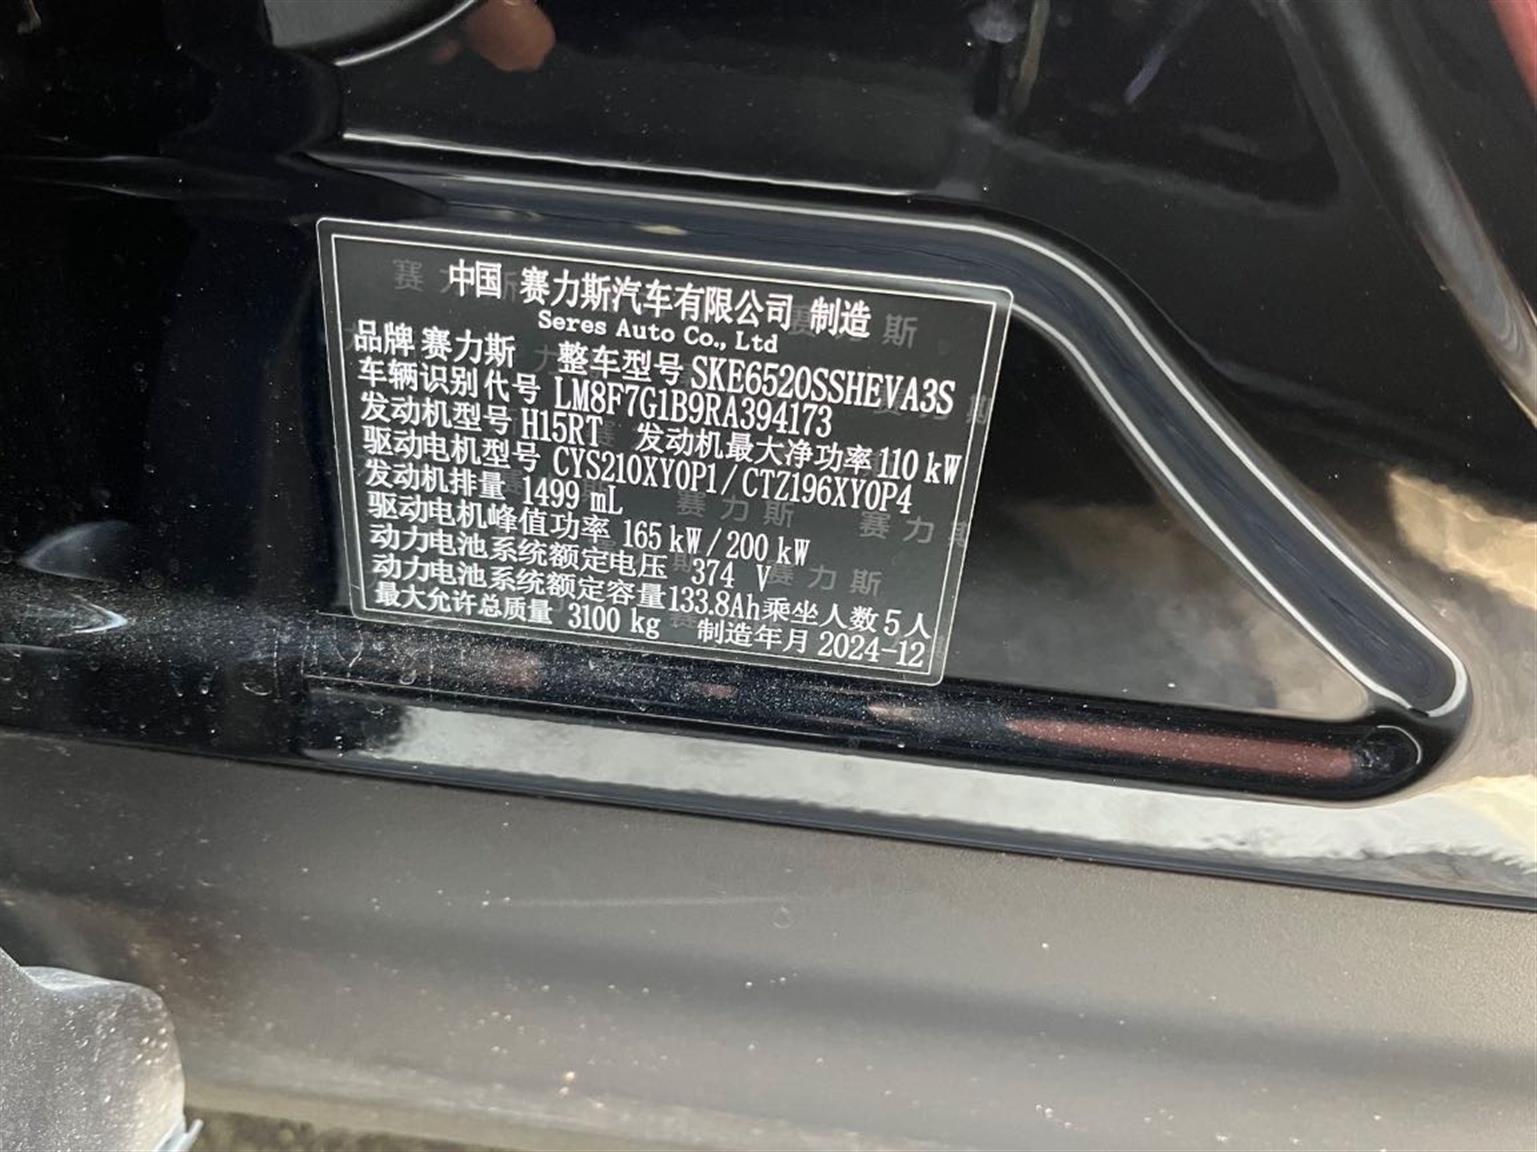 中国 赛力斯汽车有限公司 制造
Seres Auto Co., Ltd
品牌 赛力斯 整车型号 SKE6520SSHEVA3S
车辆识别代号 LM8F7G1B9RA394173
发动机型号 H15RT 发动机最大净功率 110 kW
驱动电机型号 CYS210XY0P1 / CTZ196XY0P4
发动机排量 1499 mL
驱动电机峰值功率 165 kW / 200 kW
动力电池系统额定电压 374 V
动力电池系统额定容量 133.8Ah 乘坐人数 5 人
最大允许总质量 3100 kg 制造年月 2024-12